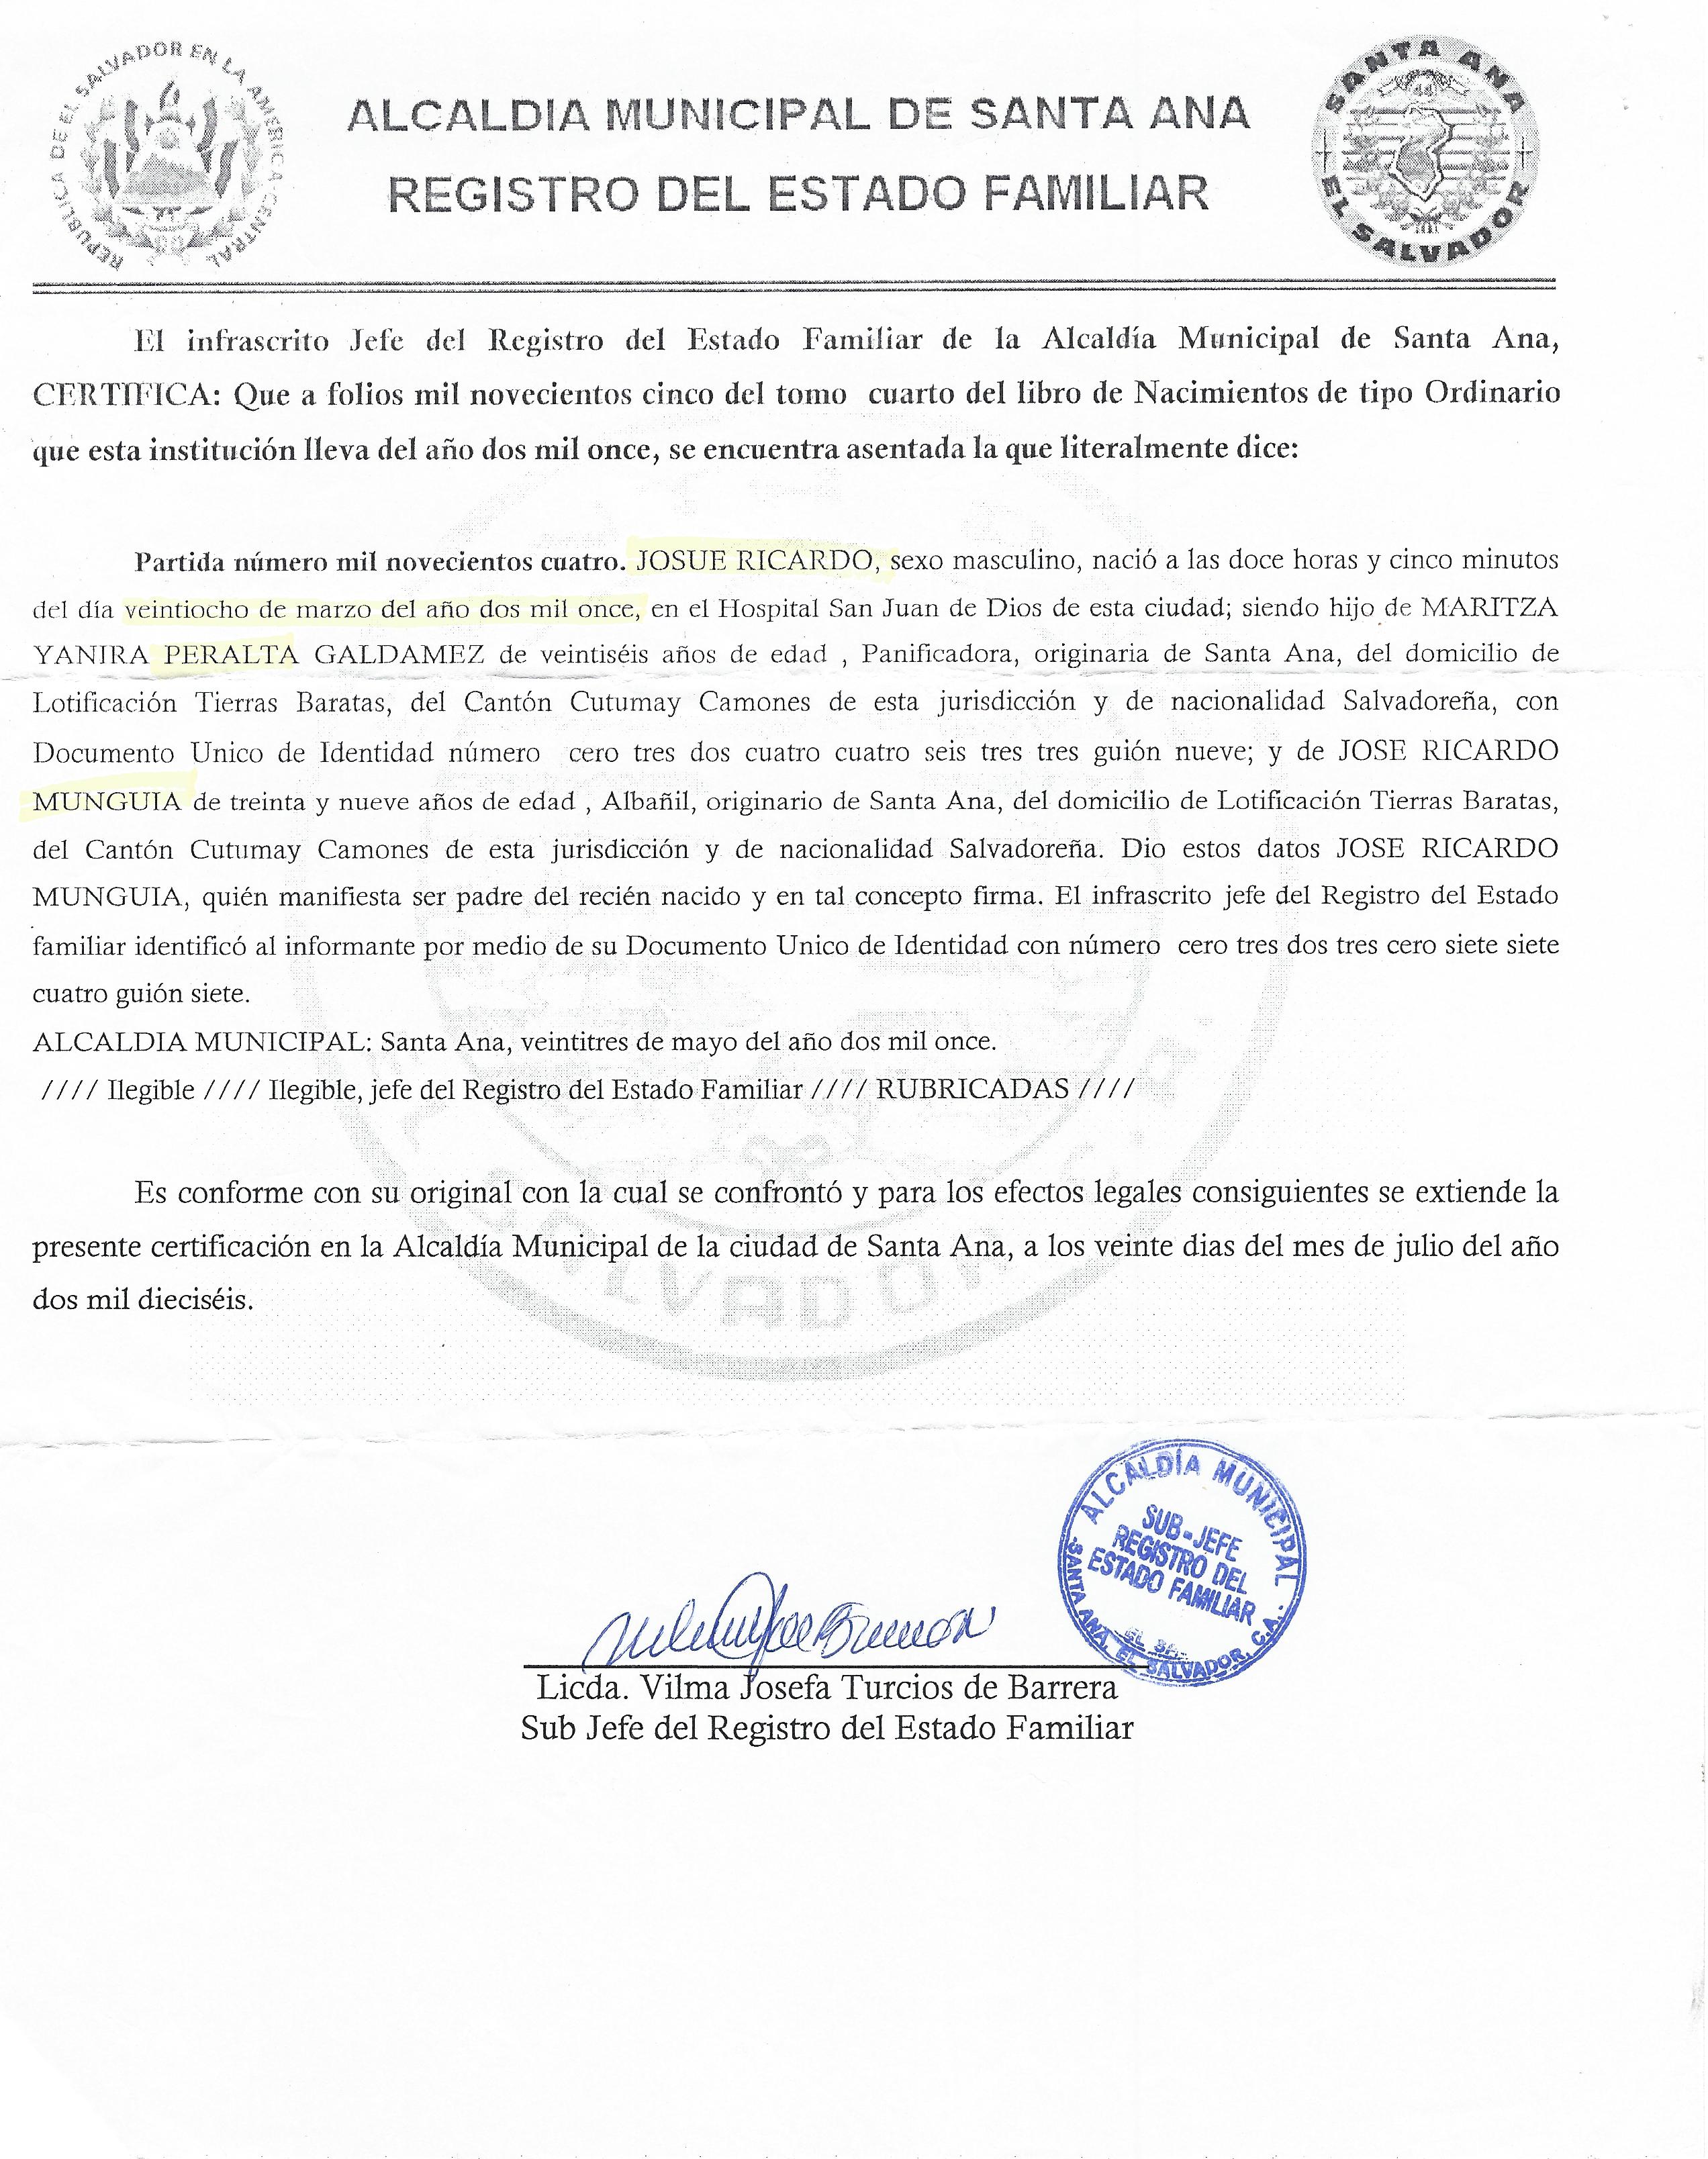 REPUBLICA DE EL SALVADOR EN LA AMERICA CENTRAL
ALCALDIA MUNICIPAL DE SANTA ANA
REGISTRO DEL ESTADO FAMILIAR
SANTA ANA
EL SALVADOR
El infrascrito Jefe del Registro del Estado Familiar de la Alcaldía Municipal de Santa Ana,
CERTIFICA: Que a folios mil novecientos cinco del tomo cuarto del libro de Nacimientos de tipo Ordinario
que esta institución lleva del año dos mil once, se encuentra asentada la que literalmente dice:
Partida número mil novecientos cuatro. JOSUE RICARDO, sexo masculino, nació a las doce horas y cinco minutos
del día veintiocho de marzo del año dos mil once, en el Hospital San Juan de Dios de esta ciudad; siendo hijo de MARITZA
YANIRA PERALTA GALDAMEZ de veintiséis años de edad , Panificadora, originaria de Santa Ana, del domicilio de
Lotificación Tierras Baratas, del Cantón Cutumay Camones de esta jurisdicción y de nacionalidad Salvadoreña, con
Documento Unico de Identidad número cero tres dos cuatro cuatro seis tres tres guión nueve; y de JOSE RICARDO
MUNGUIA de treinta y nueve años de edad , Albañil, originario de Santa Ana, del domicilio de Lotificación Tierras Baratas,
del Cantón Cutumay Camones de esta jurisdicción y de nacionalidad Salvadoreña. Dio estos datos JOSE RICARDO
MUNGUIA, quién manifiesta ser padre del recién nacido y en tal concepto firma. El infrascrito jefe del Registro del Estado
familiar identificó al informante por medio de su Documento Unico de Identidad con número cero tres dos tres cero siete siete
cuatro guión siete.
ALCALDIA MUNICIPAL: Santa Ana, veintitres de mayo del año dos mil once.
//// Ilegible //// Ilegible, jefe del Registro del Estado Familiar //// RUBRICADAS ////
Es conforme con su original con la cual se confrontó y para los efectos legales consiguientes se extiende la
presente certificación en la Alcaldía Municipal de la ciudad de Santa Ana, a los veinte dias del mes de julio del año
dos mil dieciséis.
ALCALDÍA MUNICIPAL
SUB-JEFE
REGISTRO DEL
ESTADO FAMILIAR
SANTA ANA, EL SALVADOR, C.A.
Licda. Vilma Josefa Turcios de Barrera
Sub Jefe del Registro del Estado Familiar